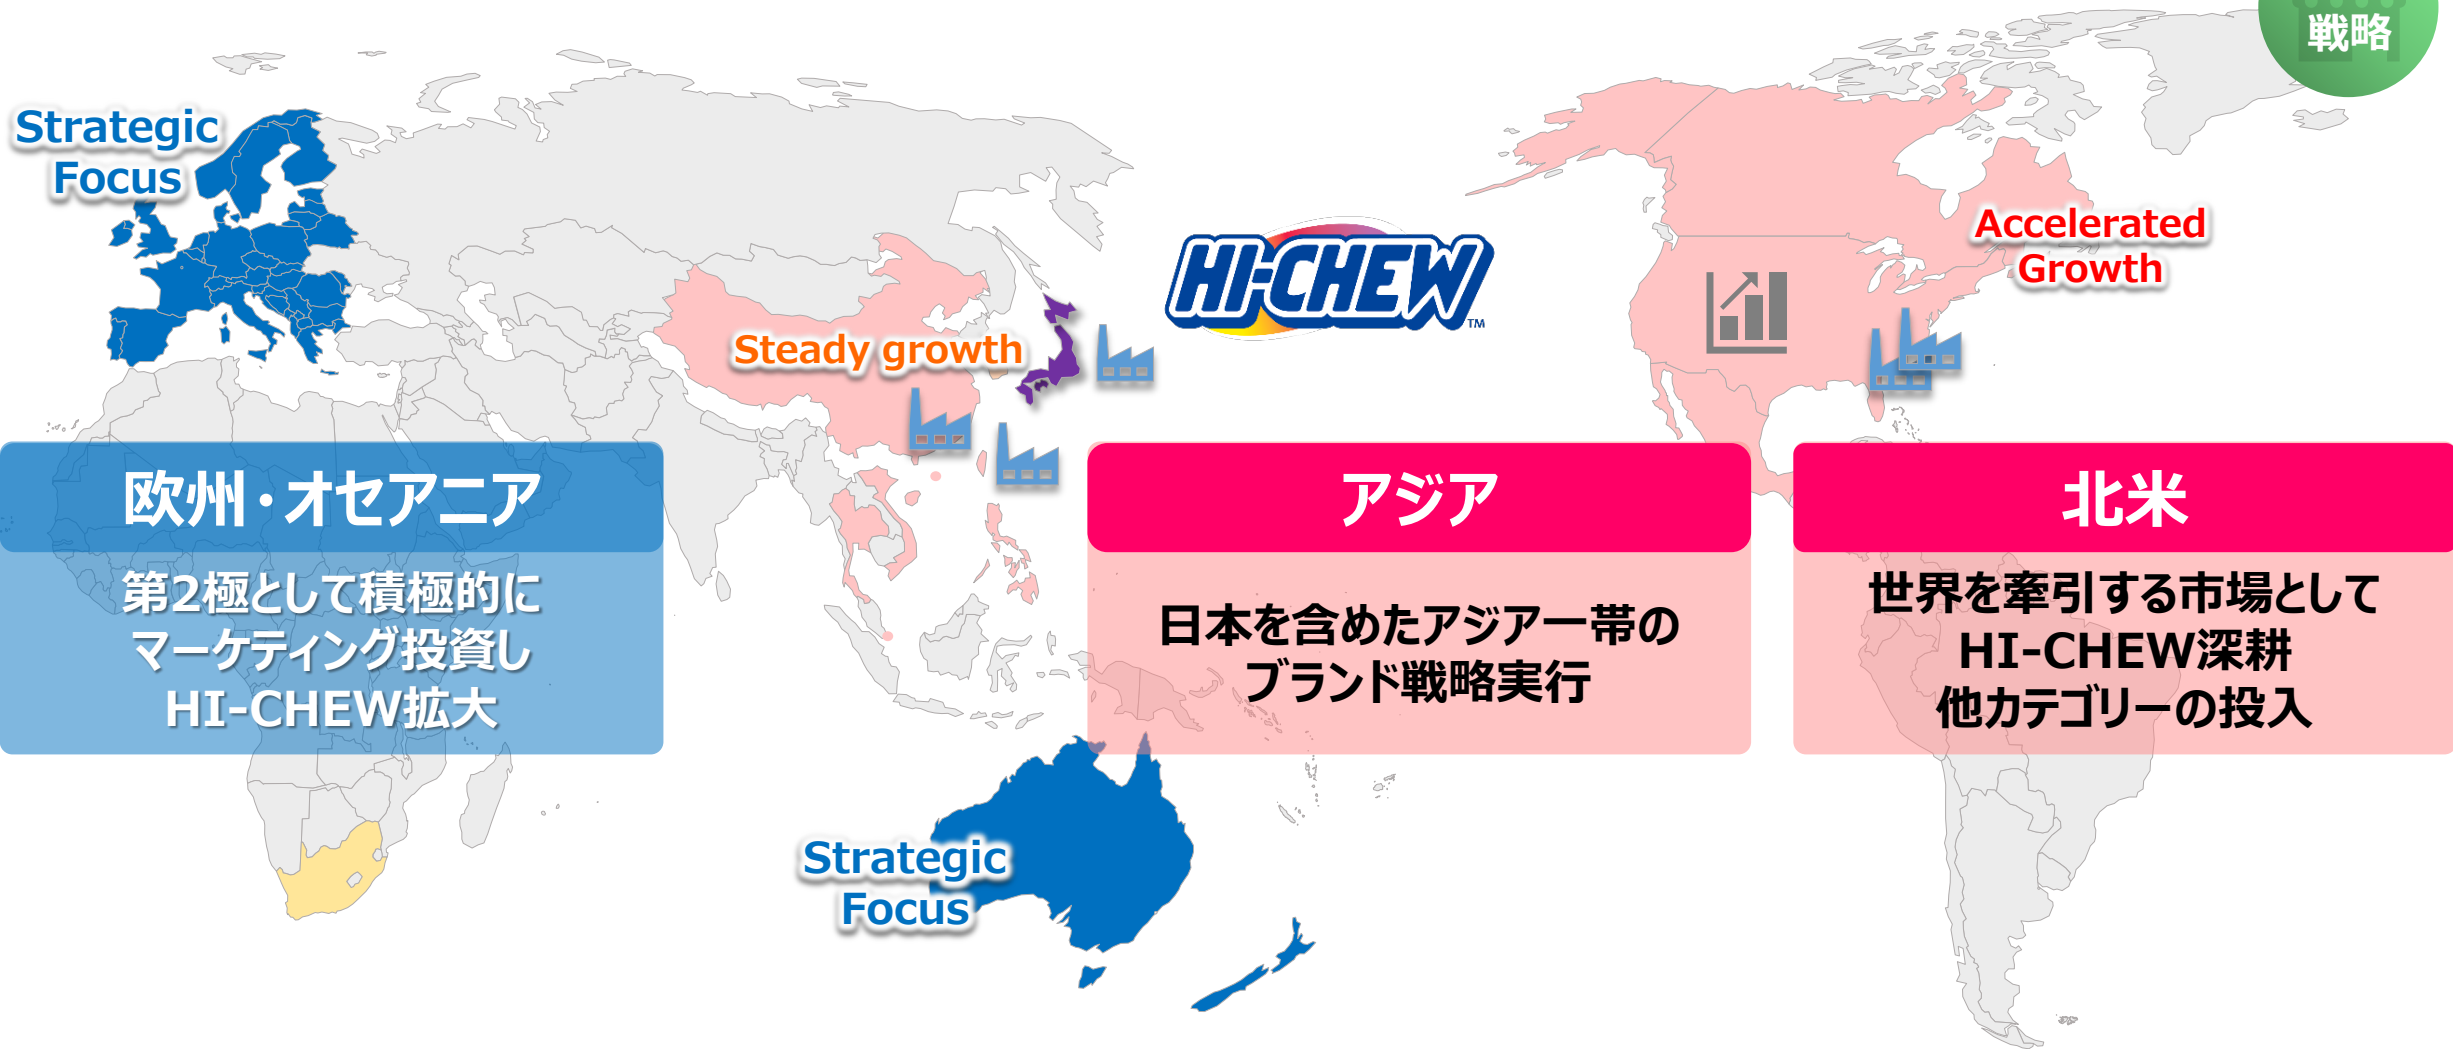 戦略
Strategic
Focus
HI-CHEW
TM
Accelerated
Growth
Steady growth
欧州・オセアニア
第2極として積極的に
マーケティング投資し
HI-CHEW拡大
アジア
日本を含めたアジア一帯の
ブランド戦略実行
北米
世界を牽引する市場として
HI-CHEW深耕
他カテゴリーの投入
Strategic
Focus